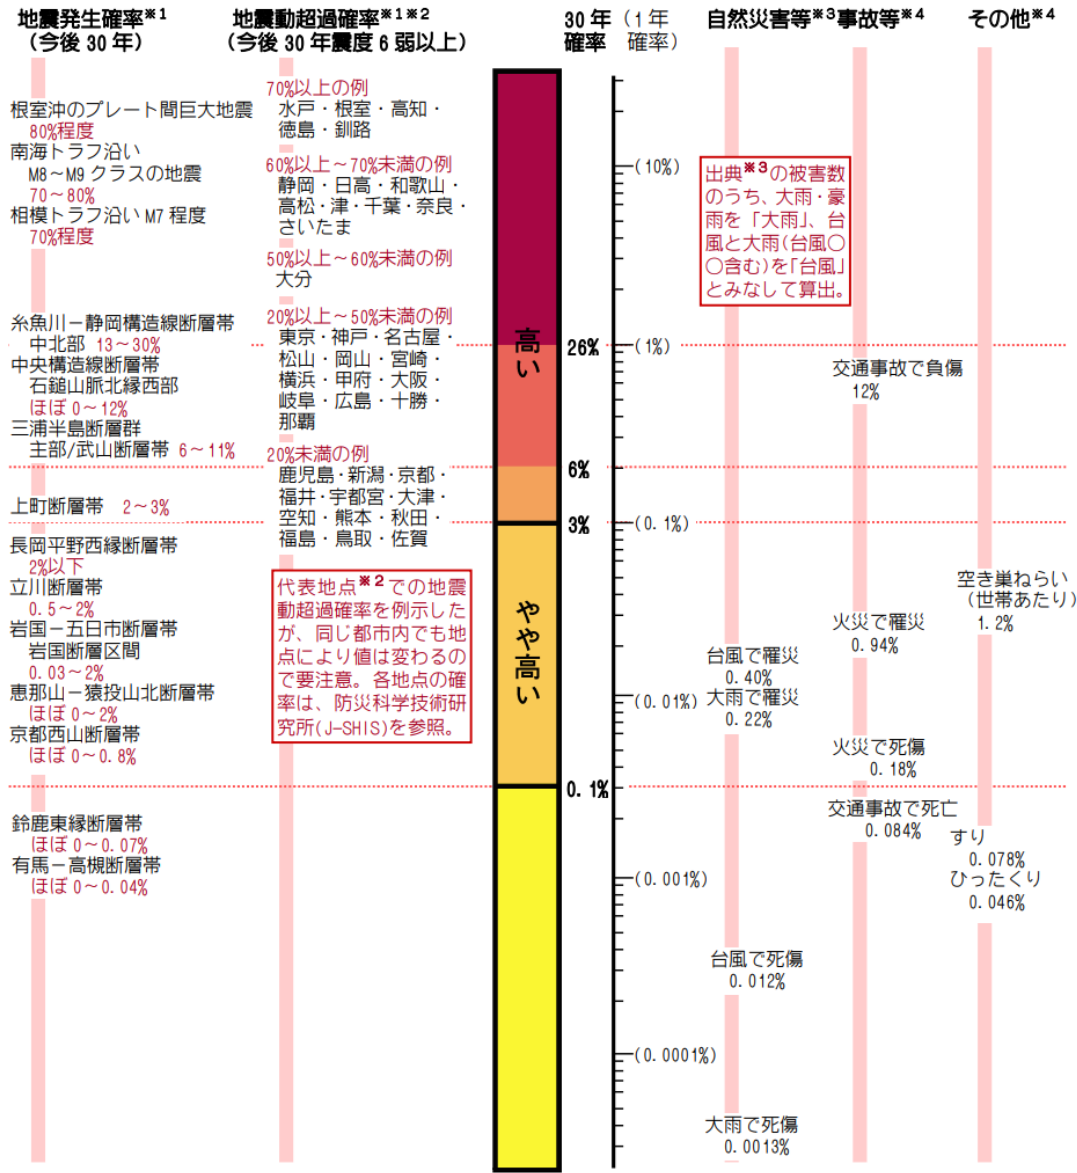 地震発生確率※1
（今後 30 年）
根室沖のプレート間巨大地震
80%程度
南海トラフ沿い
M8～M9 クラスの地震
70～80%
相模トラフ沿い M7 程度
70%程度
糸魚川－静岡構造線断層帯
中北部 13～30%
中央構造線断層帯
石鎚山脈北縁西部
ほぼ 0～12%
三浦半島断層群
主部/武山断層帯 6～11%
上町断層帯 2～3%
長岡平野西縁断層帯
2%以下
立川断層帯
0.5～2%
岩国－五日市断層帯
岩国断層区間
0.03～2%
恵那山－猿投山北断層帯
ほぼ 0～2%
京都西山断層帯
ほぼ 0～0.8%
鈴鹿東縁断層帯
ほぼ 0～0.07%
有馬－高槻断層帯
ほぼ 0～0.04%
地震動超過確率※1※2
（今後 30 年震度 6 弱以上）
70%以上の例
水戸・根室・高知・
徳島・釧路
60%以上～70%未満の例
静岡・日高・和歌山・
高松・津・千葉・奈良・
さいたま
50%以上～60%未満の例
大分
20%以上～50%未満の例
東京・神戸・名古屋・
松山・岡山・宮崎・
横浜・甲府・大阪・
岐阜・広島・十勝・
那覇
20%未満の例
鹿児島・新潟・京都・
福井・宇都宮・大津・
空知・熊本・秋田・
福島・鳥取・佐賀
代表地点※2での地震
動超過確率を例示した
が、同じ都市内でも地
点により値は変わるの
で要注意。各地点の確
率は、防災科学技術研
究所(J-SHIS)を参照。
高い
やや高い
30 年
確率
（1 年
確率）
26%
6%
3%
0.1%
(10%)
(1%)
(0.1%)
(0.01%)
(0.001%)
(0.0001%)
自然災害等※3
出典※3の被害数
のうち、大雨・豪
雨を「大雨」、台
風と大雨(台風〇
〇含む)を「台風」
とみなして算出。
台風で罹災
0.40%
大雨で罹災
0.22%
台風で死傷
0.012%
大雨で死傷
0.0013%
事故等※4
交通事故で負傷
12%
火災で罹災
0.94%
火災で死傷
0.18%
交通事故で死亡
0.084%
その他※4
空き巣ねらい
（世帯あたり）
1.2%
すり
0.078%
ひったくり
0.046%